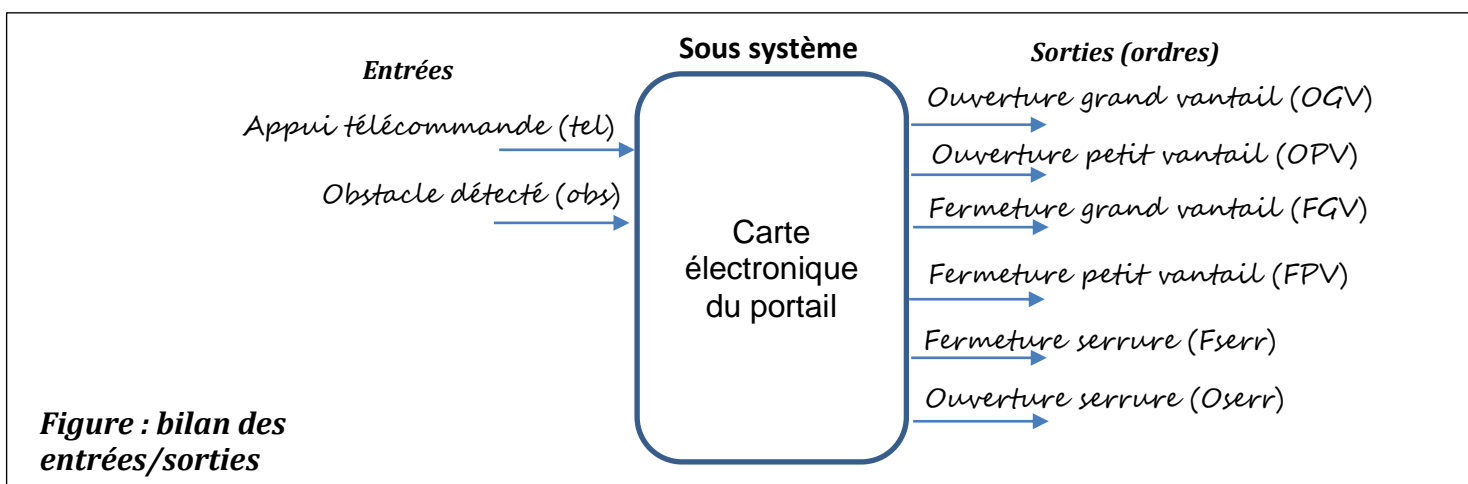 Sous système
Entrées
Sorties (ordres)
Appui télécommande (tel)
Obstacle détecté (obs)
Carte
électronique
du portail
Ouverture grand vantail (OGV)
Ouverture petit vantail (OPV)
Fermeture grand vantail (FGV)
Fermeture petit vantail (FPV)
Fermeture serrure (Fserr)
Ouverture serrure (Oserr)
Figure : bilan des
entrées/sorties